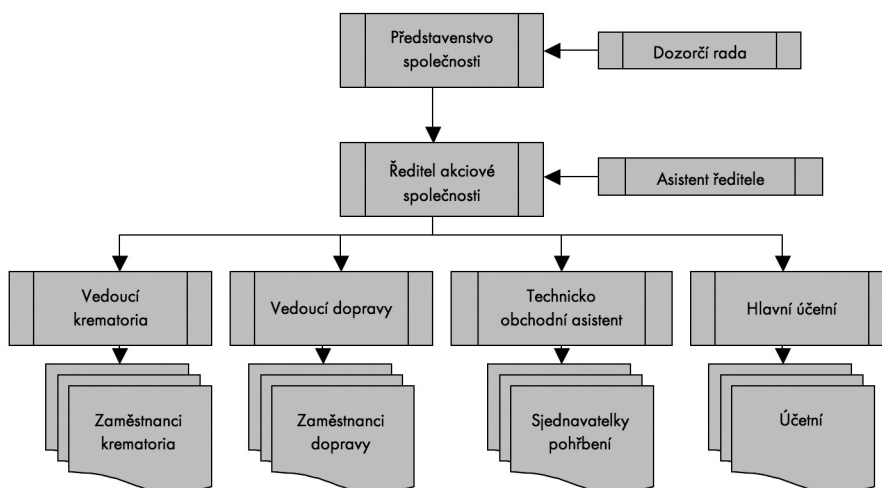 Představenstvo
společnosti
Dozorčí rada
Ředitel akciové
společnosti
Asistent ředitele
Vedoucí
krematoria
Vedoucí dopravy
Technicko
obchodní asistent
Hlavní účetní
Zaměstnanci
krematoria
Zaměstnanci
dopravy
Sjednavatelky
pohřbení
Účetní